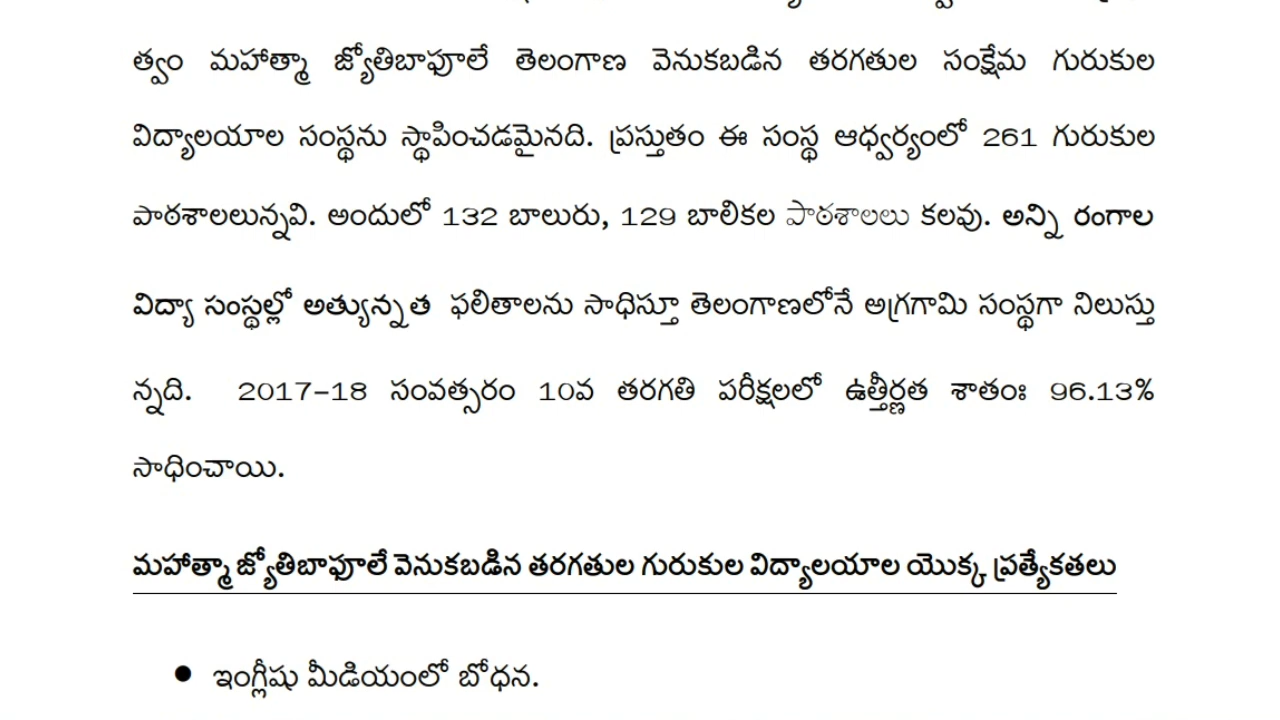 త్వం మహాత్మా జ్యోతిబాఫూలే తెలంగాణ వెనుకబడిన తరగతుల సంక్షేమ గురుకుల
విద్యాలయాల సంస్థను స్థాపించడమైనది. ప్రస్తుతం ఈ సంస్థ ఆధ్వర్యంలో 261 గురుకుల
పాఠశాలలున్నవి. అందులో 132 బాలురు, 129 బాలికల పాఠశాలలు కలవు. అన్ని రంగాల
విద్యా సంస్థల్లో అత్యున్నత ఫలితాలను సాధిస్తూ తెలంగాణలోనే అగ్రగామి సంస్థగా నిలుస్తు
న్నది. 2017-18 సంవత్సరం 10వ తరగతి పరీక్షలలో ఉత్తీర్ణత శాతంః 96.13%
సాధించాయి.
మహాత్మా జ్యోతిబాఫూలే వెనుకబడిన తరగతుల గురుకుల విద్యాలయాల యొక్క ప్రత్యేకతలు
● ఇంగ్లీషు మీడియంలో బోధన.